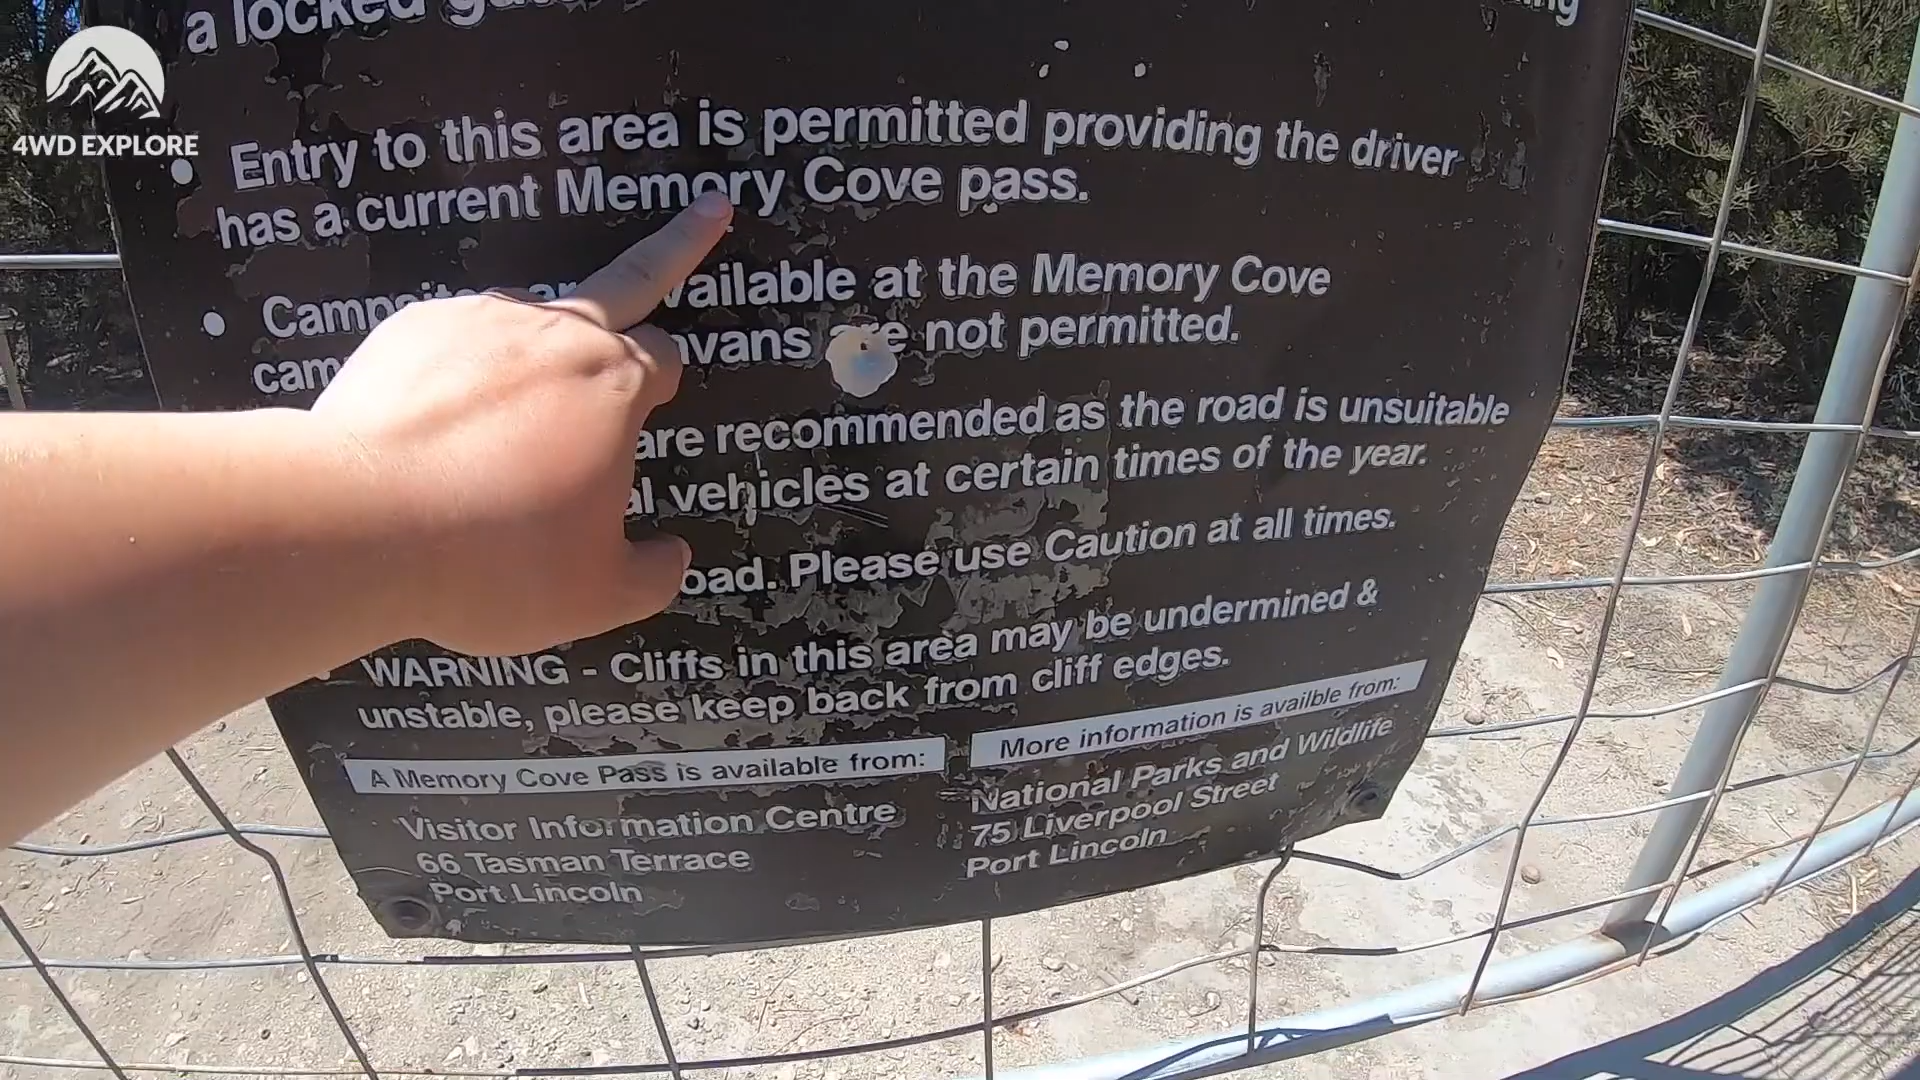 a locked
4WD EXPLORE
• Entry to this area is permitted providing the driver
has a current Memory Cove pass.
• available at the Memory Cove
are not permitted.
are recommended as the road is unsuitable
vehicles at certain times of the year.
Please use Caution at all times.
WARNING - Cliffs in this area may be undermined &
unstable, please keep back from cliff edges.
A Memory Cove Pass is available from:
Visitor Information Centre
66 Tasman Terrace
Port Lincoln
More information is availble from:
National Parks and Wildlife
75 Liverpool Street
Port Lincoln